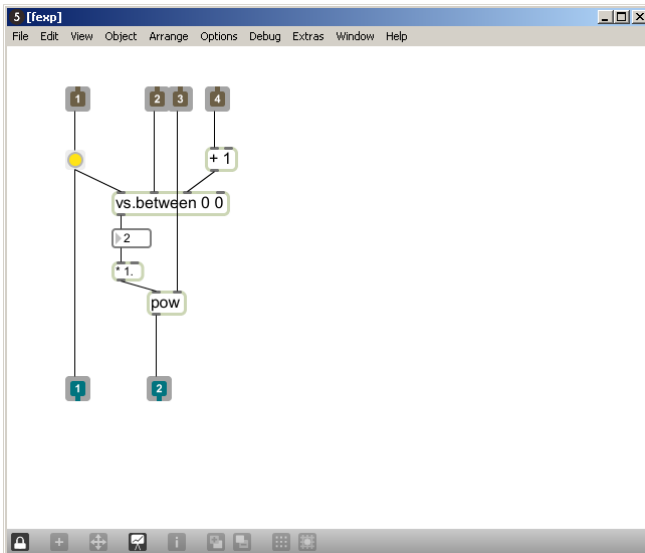 5 [fexp]
File Edit View Object Arrange Options Debug Extras Window Help
1 2 3 4
+ 1
vs.between 0 0
2
* 1.
pow
1 2